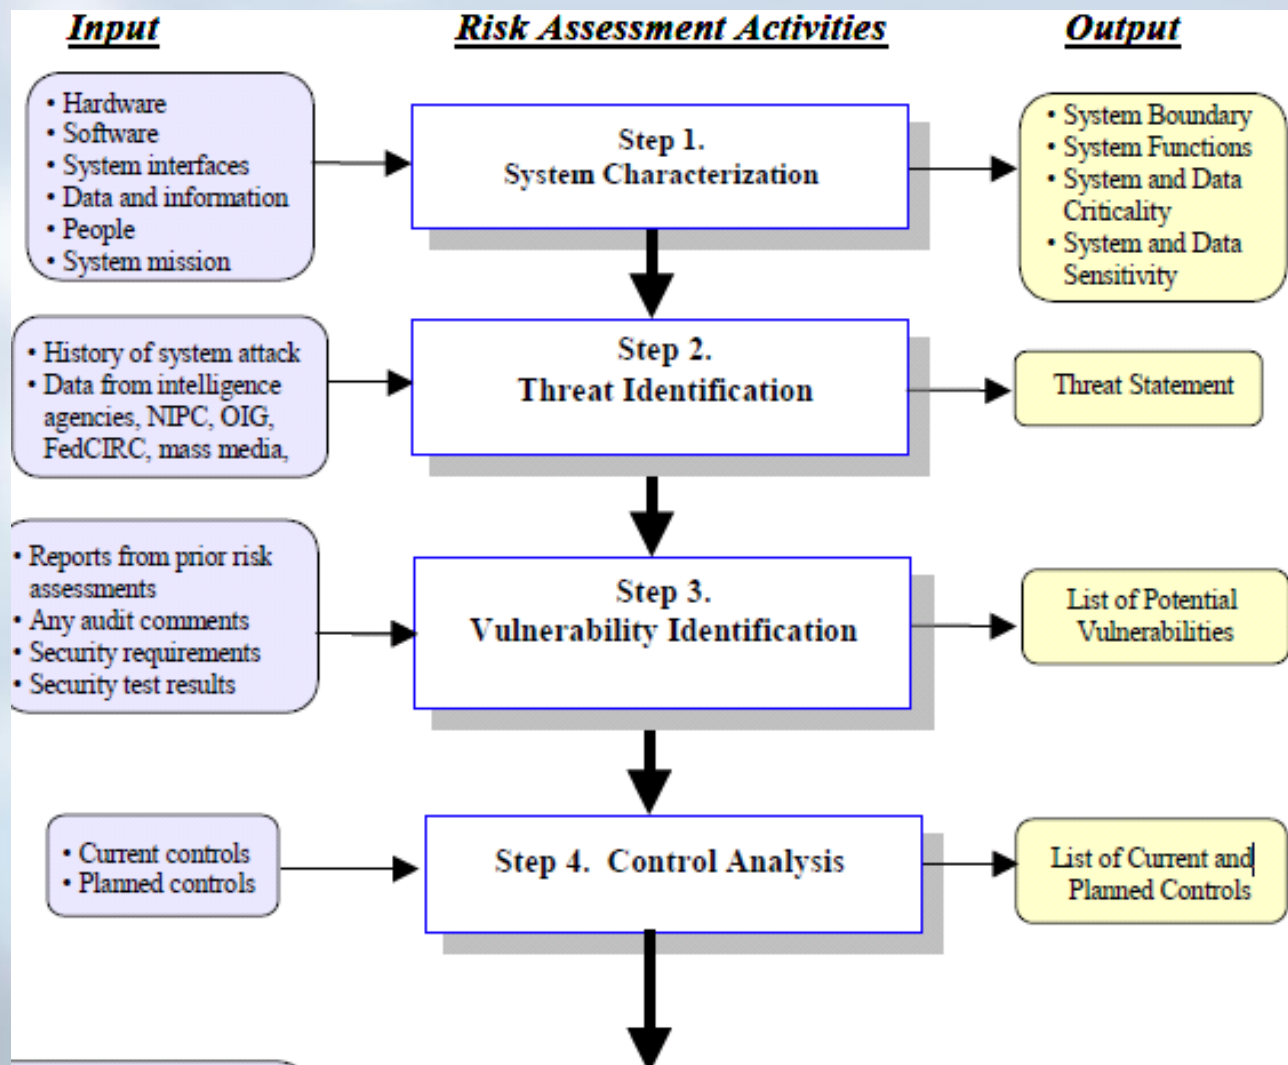 Input
Risk Assessment Activities
Output
• Hardware
• Software
• System interfaces
• Data and information
• People
• System mission
Step 1.
System Characterization
• System Boundary
• System Functions
• System and Data
Criticality
• System and Data
Sensitivity
• History of system attack
• Data from intelligence
agencies, NIPC, OIG,
FedCIRC, mass media,
Step 2.
Threat Identification
Threat Statement
• Reports from prior risk
assessments
• Any audit comments
• Security requirements
• Security test results
Step 3.
Vulnerability Identification
List of Potential
Vulnerabilities
• Current controls
• Planned controls
Step 4. Control Analysis
List of Current and
Planned Controls